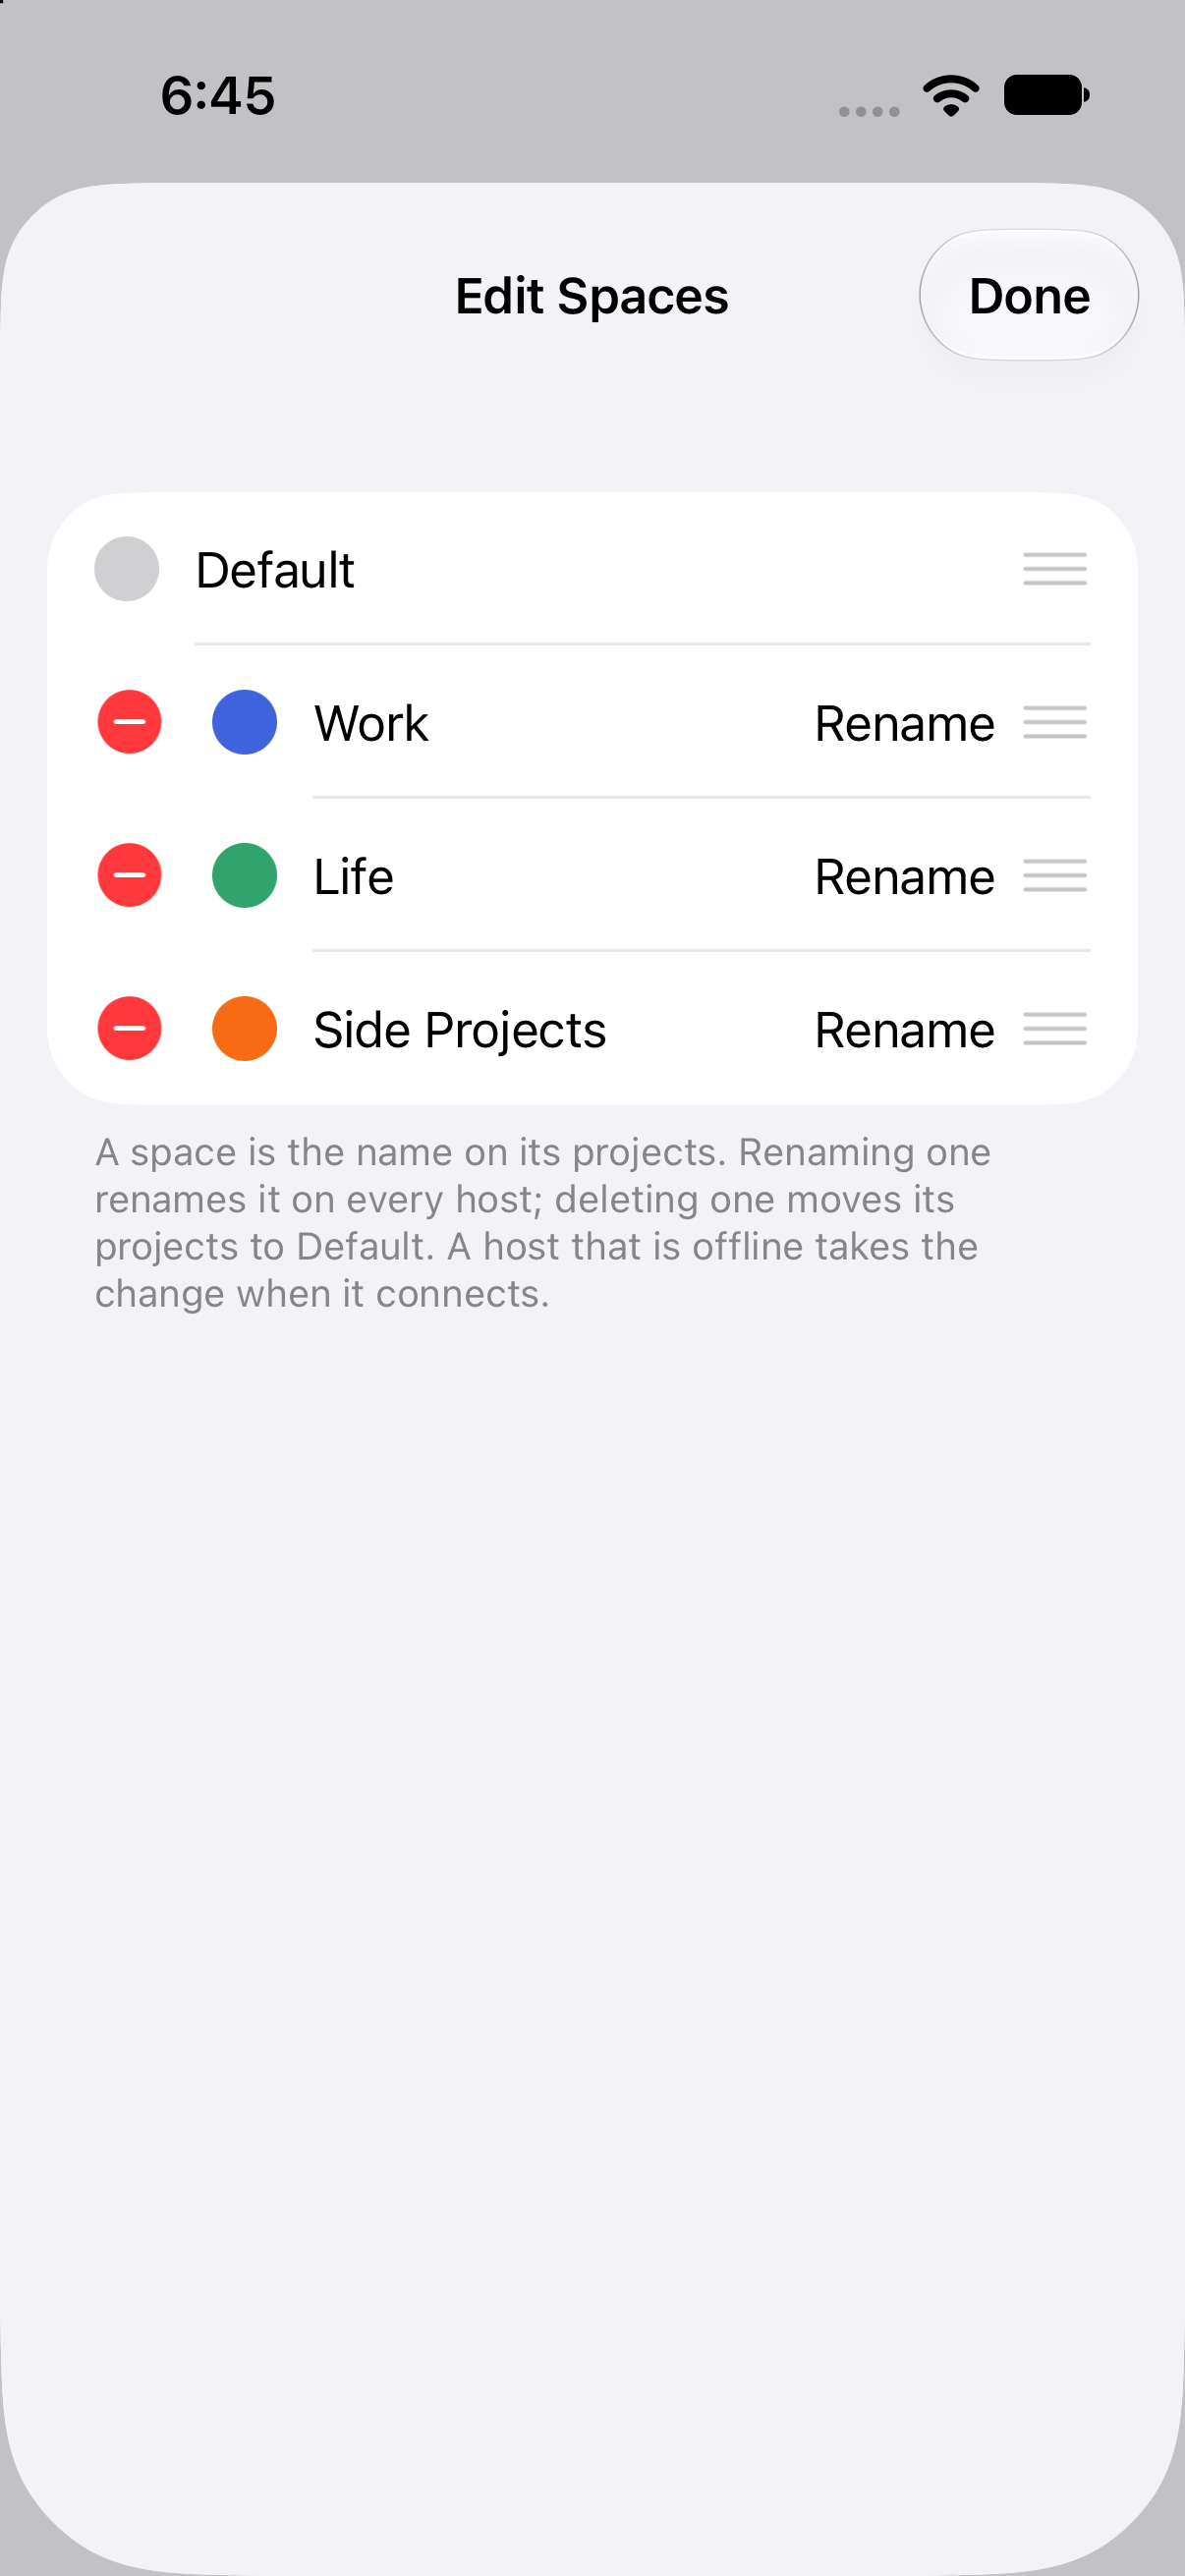 6:45
Edit Spaces
Done
Default
Work
Rename
Life
Rename
Side Projects
Rename
A space is the name on its projects. Renaming one
renames it on every host; deleting one moves its
projects to Default. A host that is offline takes the
change when it connects.